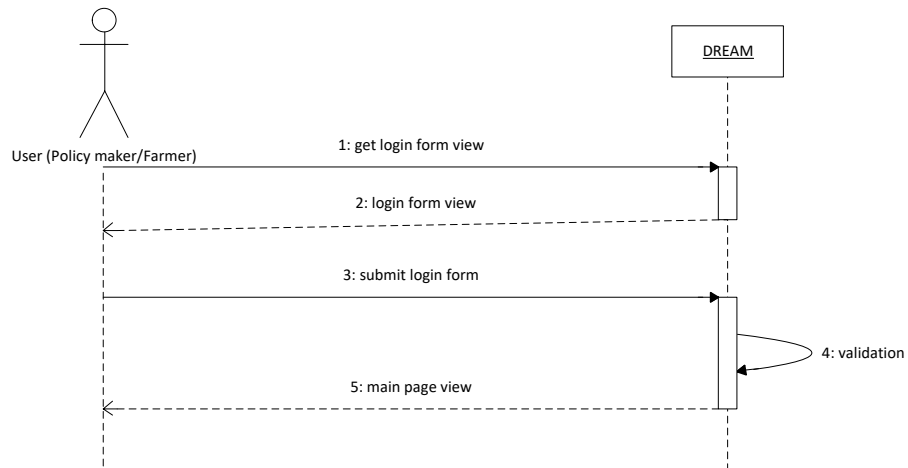 DREAM
User (Policy maker/Farmer)
1: get login form view
2: login form view
3: submit login form
4: validation
5: main page view